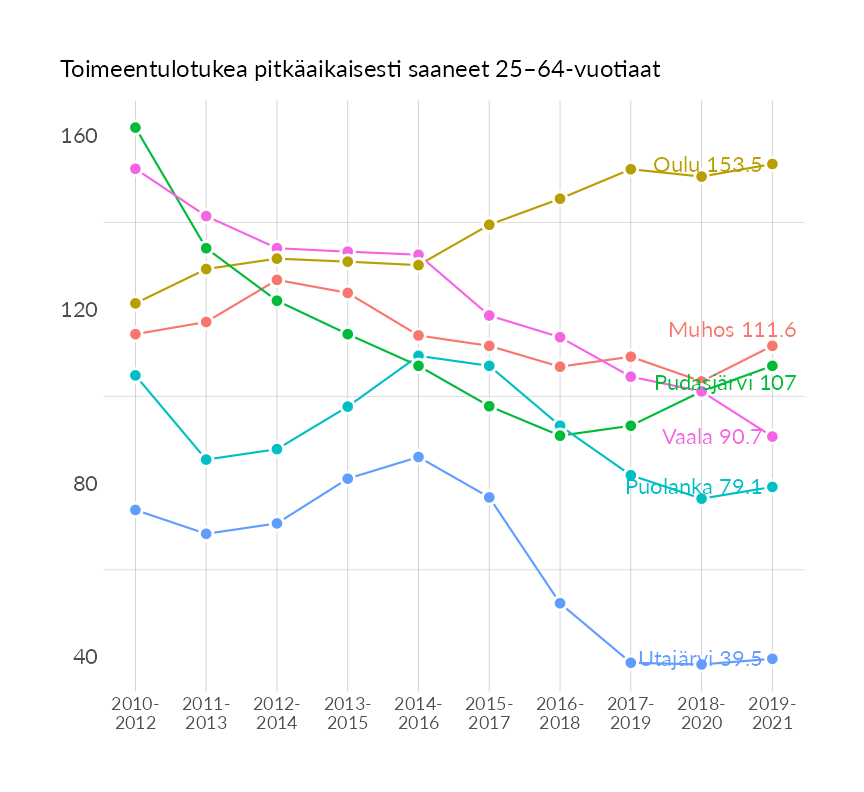 Toimeentulotukea pitkäaikaisesti saaneet 25–64-vuotiaat
160
Oulu 153.5
120
Muhos 111.6
Pudasjärvi 107
Vaala 90.7
80
Puolanka 79.1
40
Utajärvi 39.5
2010- 2011- 2012- 2013- 2014- 2015- 2016- 2017- 2018- 2019-
2012 2013 2014 2015 2016 2017 2018 2019 2020 2021